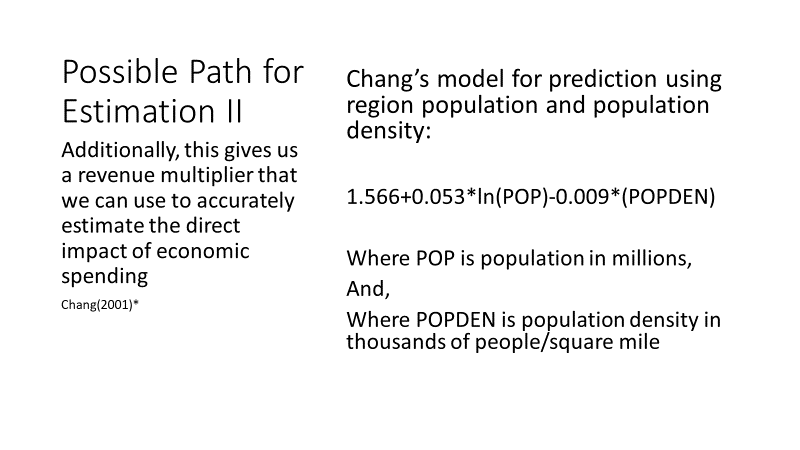 Possible Path for
Estimation II
Additionally, this gives us
a revenue multiplier that
we can use to accurately
estimate the direct
impact of economic
spending
Chang(2001)*
Chang’s model for prediction using
region population and population
density:
1.566+0.053*ln(POP)-0.009*(POPDEN)
Where POP is population in millions,
And,
Where POPDEN is population density in
thousands of people/square mile